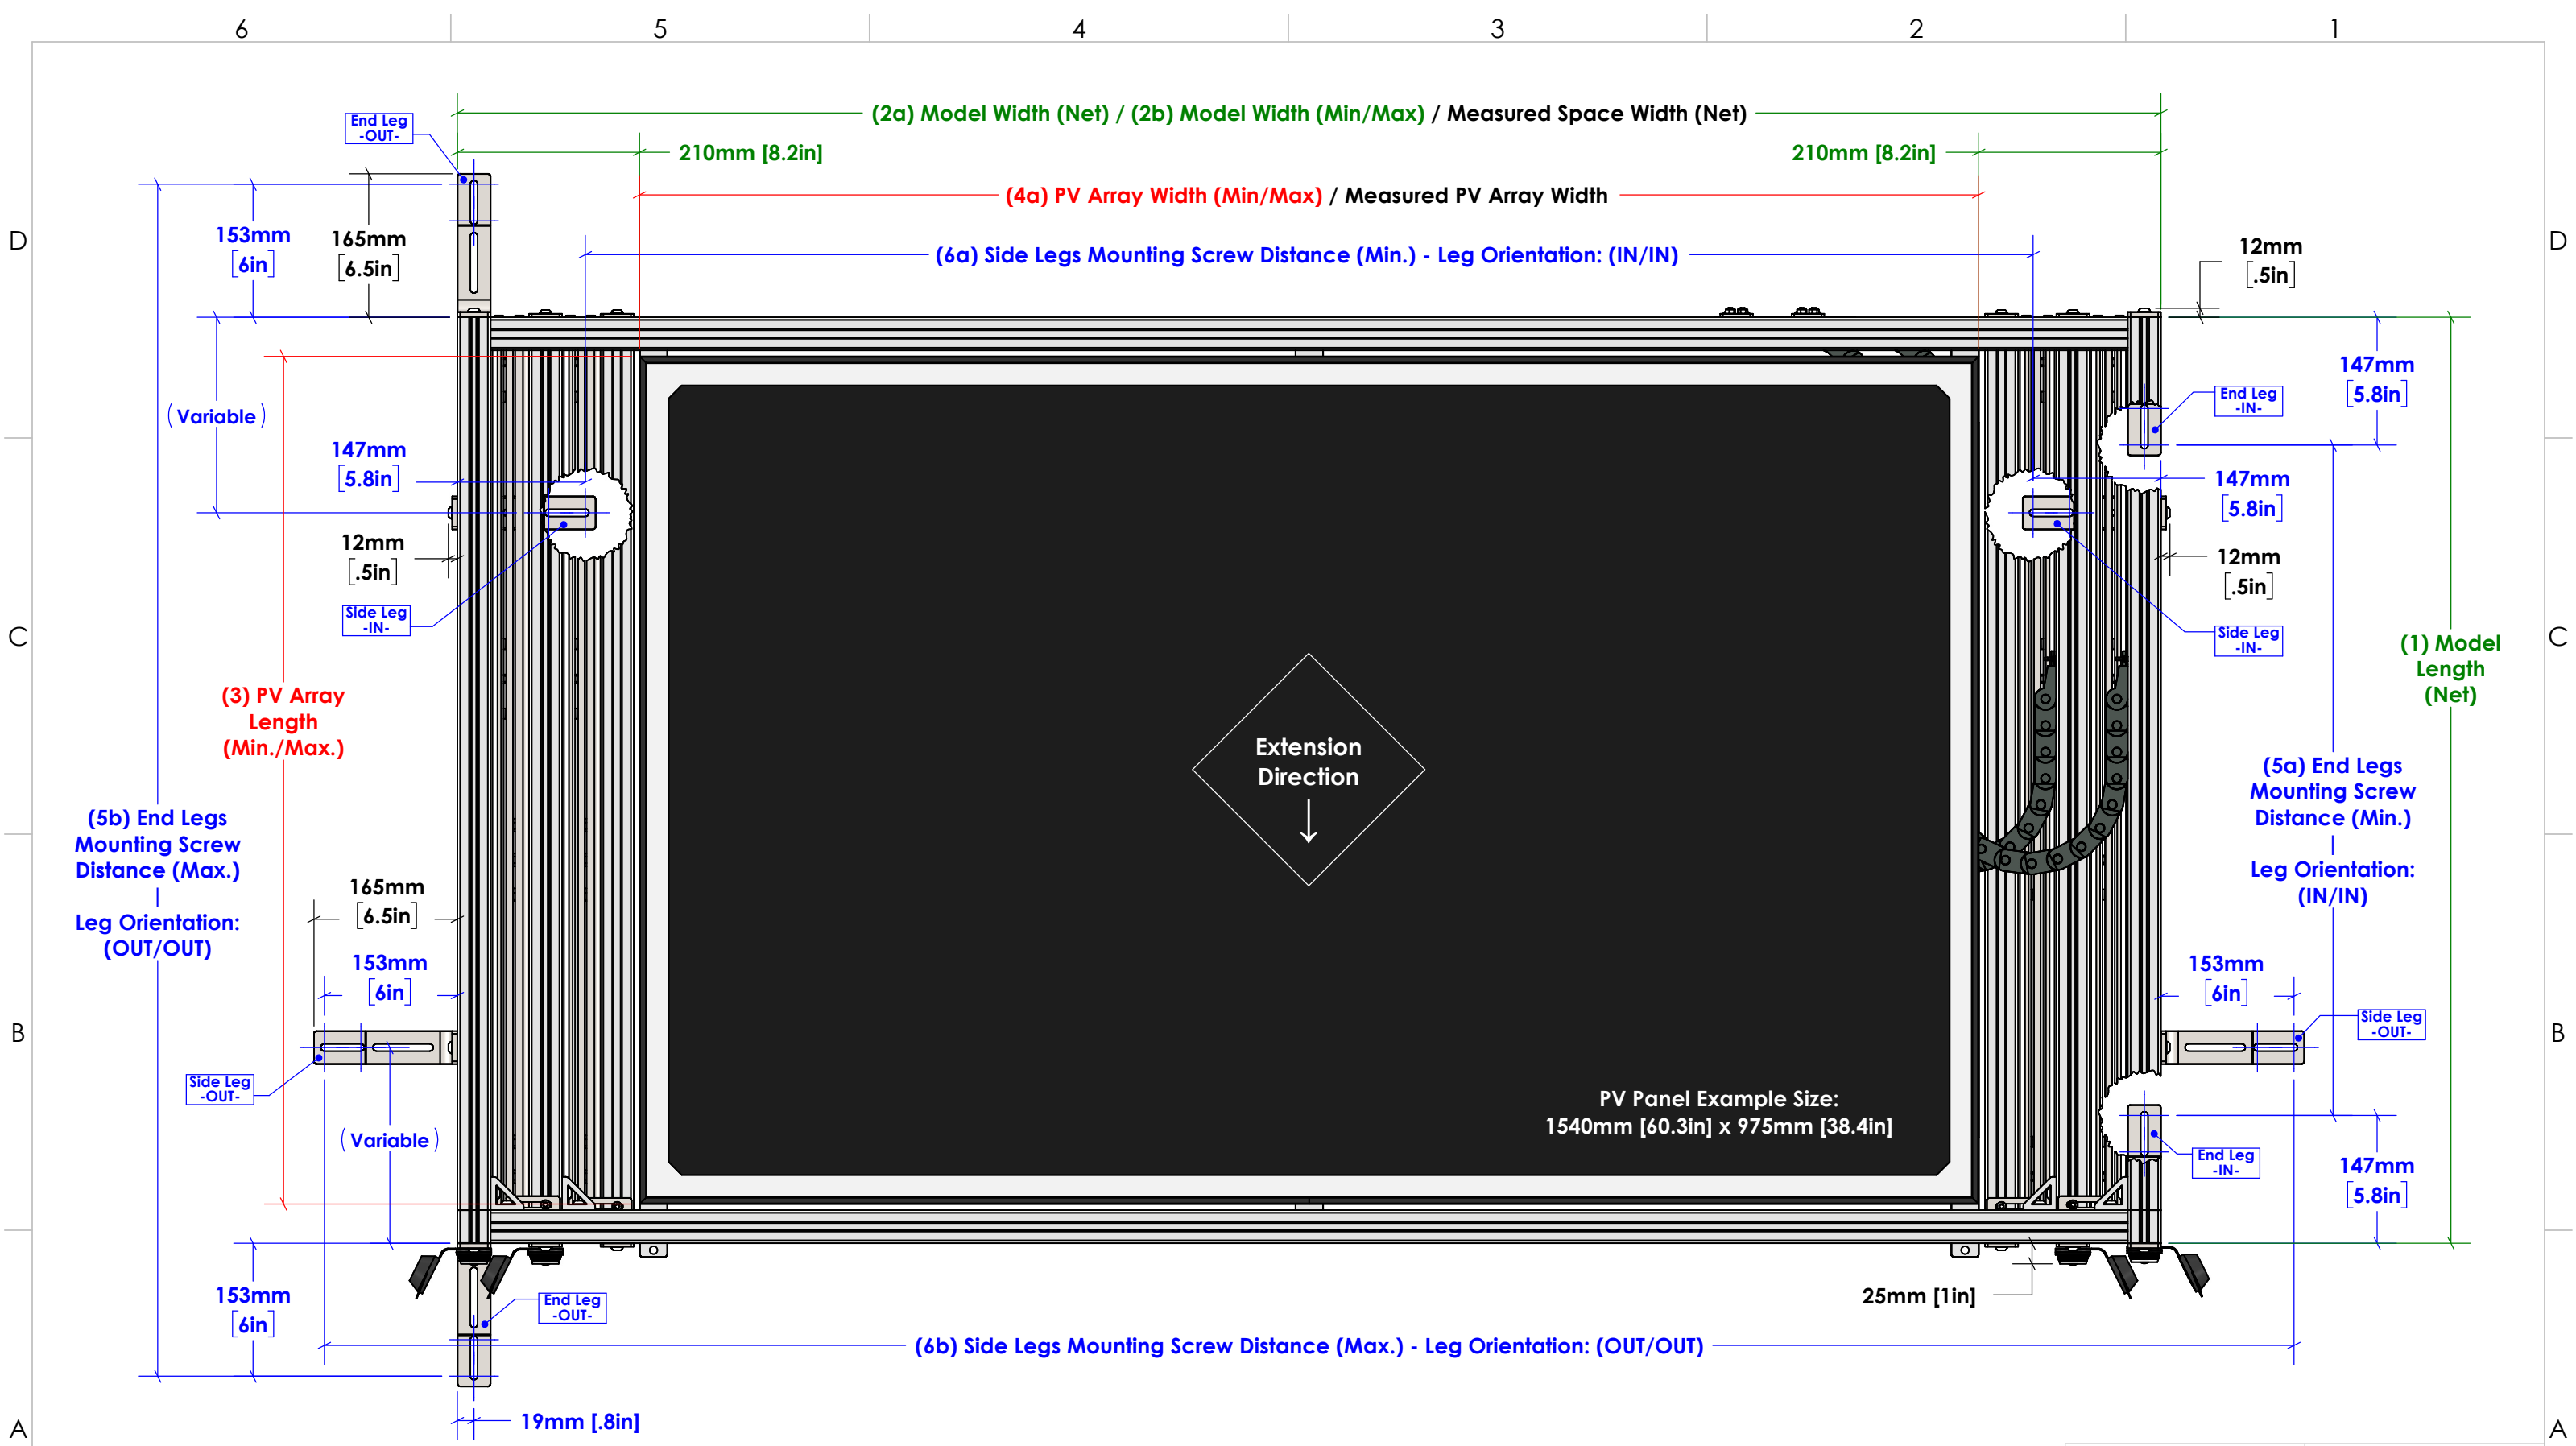 6 5 4 3 2 1
(2a) Model Width (Net) / (2b) Model Width (Min/Max) / Measured Space Width (Net)
End Leg
-OUT-
210mm [8.2in]
210mm [8.2in]
(4a) PV Array Width (Min/Max) / Measured PV Array Width
D
153mm
[6in]
165mm
[6.5in]
(6a) Side Legs Mounting Screw Distance (Min.) - Leg Orientation: (IN/IN)
12mm
[.5in]
D
147mm
[5.8in]
End Leg
-IN-
(Variable)
147mm
[5.8in]
147mm
[5.8in]
12mm
[.5in]
12mm
[.5in]
Side Leg
-IN-
Side Leg
-IN-
C
C
(1) Model
Length
(Net)
(3) PV Array
Length
(Min./Max.)
Extension
Direction
↓
(5a) End Legs
Mounting Screw
Distance (Min.)
Leg Orientation:
(IN/IN)
(5b) End Legs
Mounting Screw
Distance (Max.)
Leg Orientation:
(OUT/OUT)
165mm
[6.5in]
153mm
[6in]
153mm
[6in]
B
Side Leg
-OUT-
B
Side Leg
-OUT-
PV Panel Example Size:
1540mm [60.3in] x 975mm [38.4in]
(Variable)
End Leg
-IN-
147mm
[5.8in]
153mm
[6in]
End Leg
-OUT-
25mm [1in]
(6b) Side Legs Mounting Screw Distance (Max.) - Leg Orientation: (OUT/OUT)
19mm [.8in]
A
A